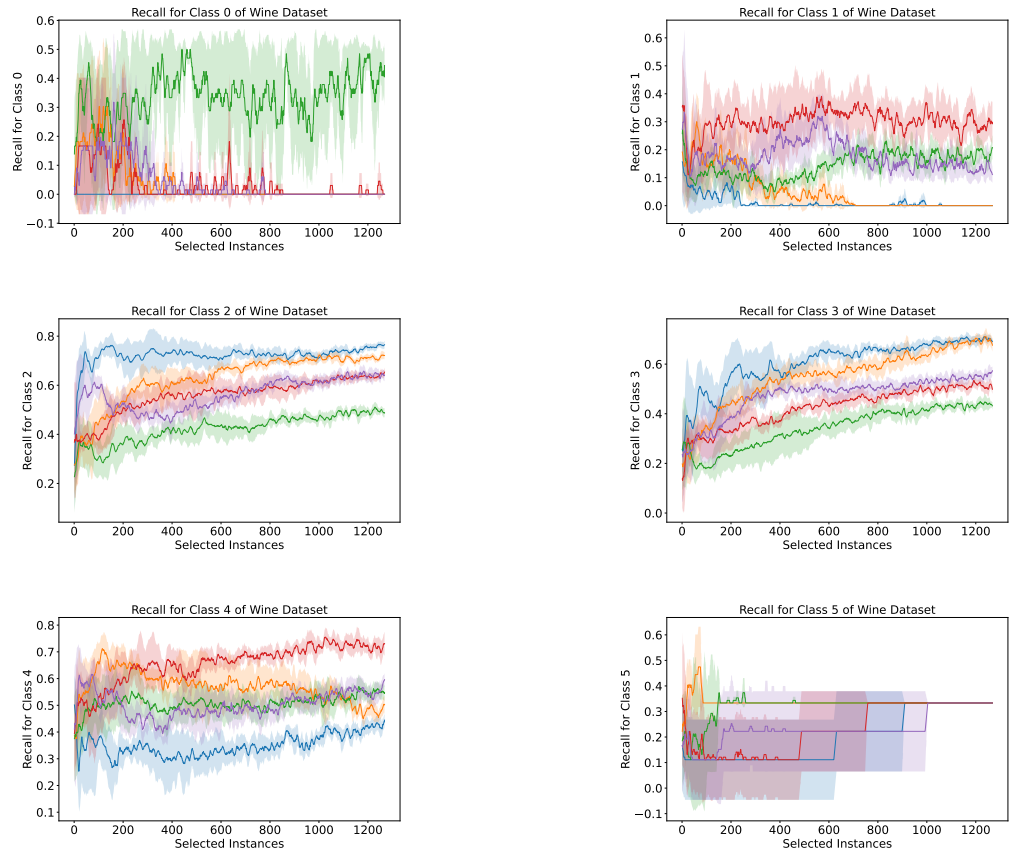 Recall for Class 0 of Wine Dataset
Recall for Class 0
0.6
0.5
0.4
0.3
0.2
0.1
0.0
−0.1
0 200 400 600 800 1000 1200
Selected Instances
Recall for Class 1 of Wine Dataset
Recall for Class 1
0.6
0.5
0.4
0.3
0.2
0.1
0.0
0 200 400 600 800 1000 1200
Selected Instances
Recall for Class 2 of Wine Dataset
Recall for Class 2
0.8
0.6
0.4
0.2
0 200 400 600 800 1000 1200
Selected Instances
Recall for Class 3 of Wine Dataset
Recall for Class 3
0.6
0.4
0.2
0.0
0 200 400 600 800 1000 1200
Selected Instances
Recall for Class 4 of Wine Dataset
Recall for Class 4
0.8
0.7
0.6
0.5
0.4
0.3
0.2
0.1
0 200 400 600 800 1000 1200
Selected Instances
Recall for Class 5 of Wine Dataset
Recall for Class 5
0.6
0.5
0.4
0.3
0.2
0.1
0.0
−0.1
0 200 400 600 800 1000 1200
Selected Instances